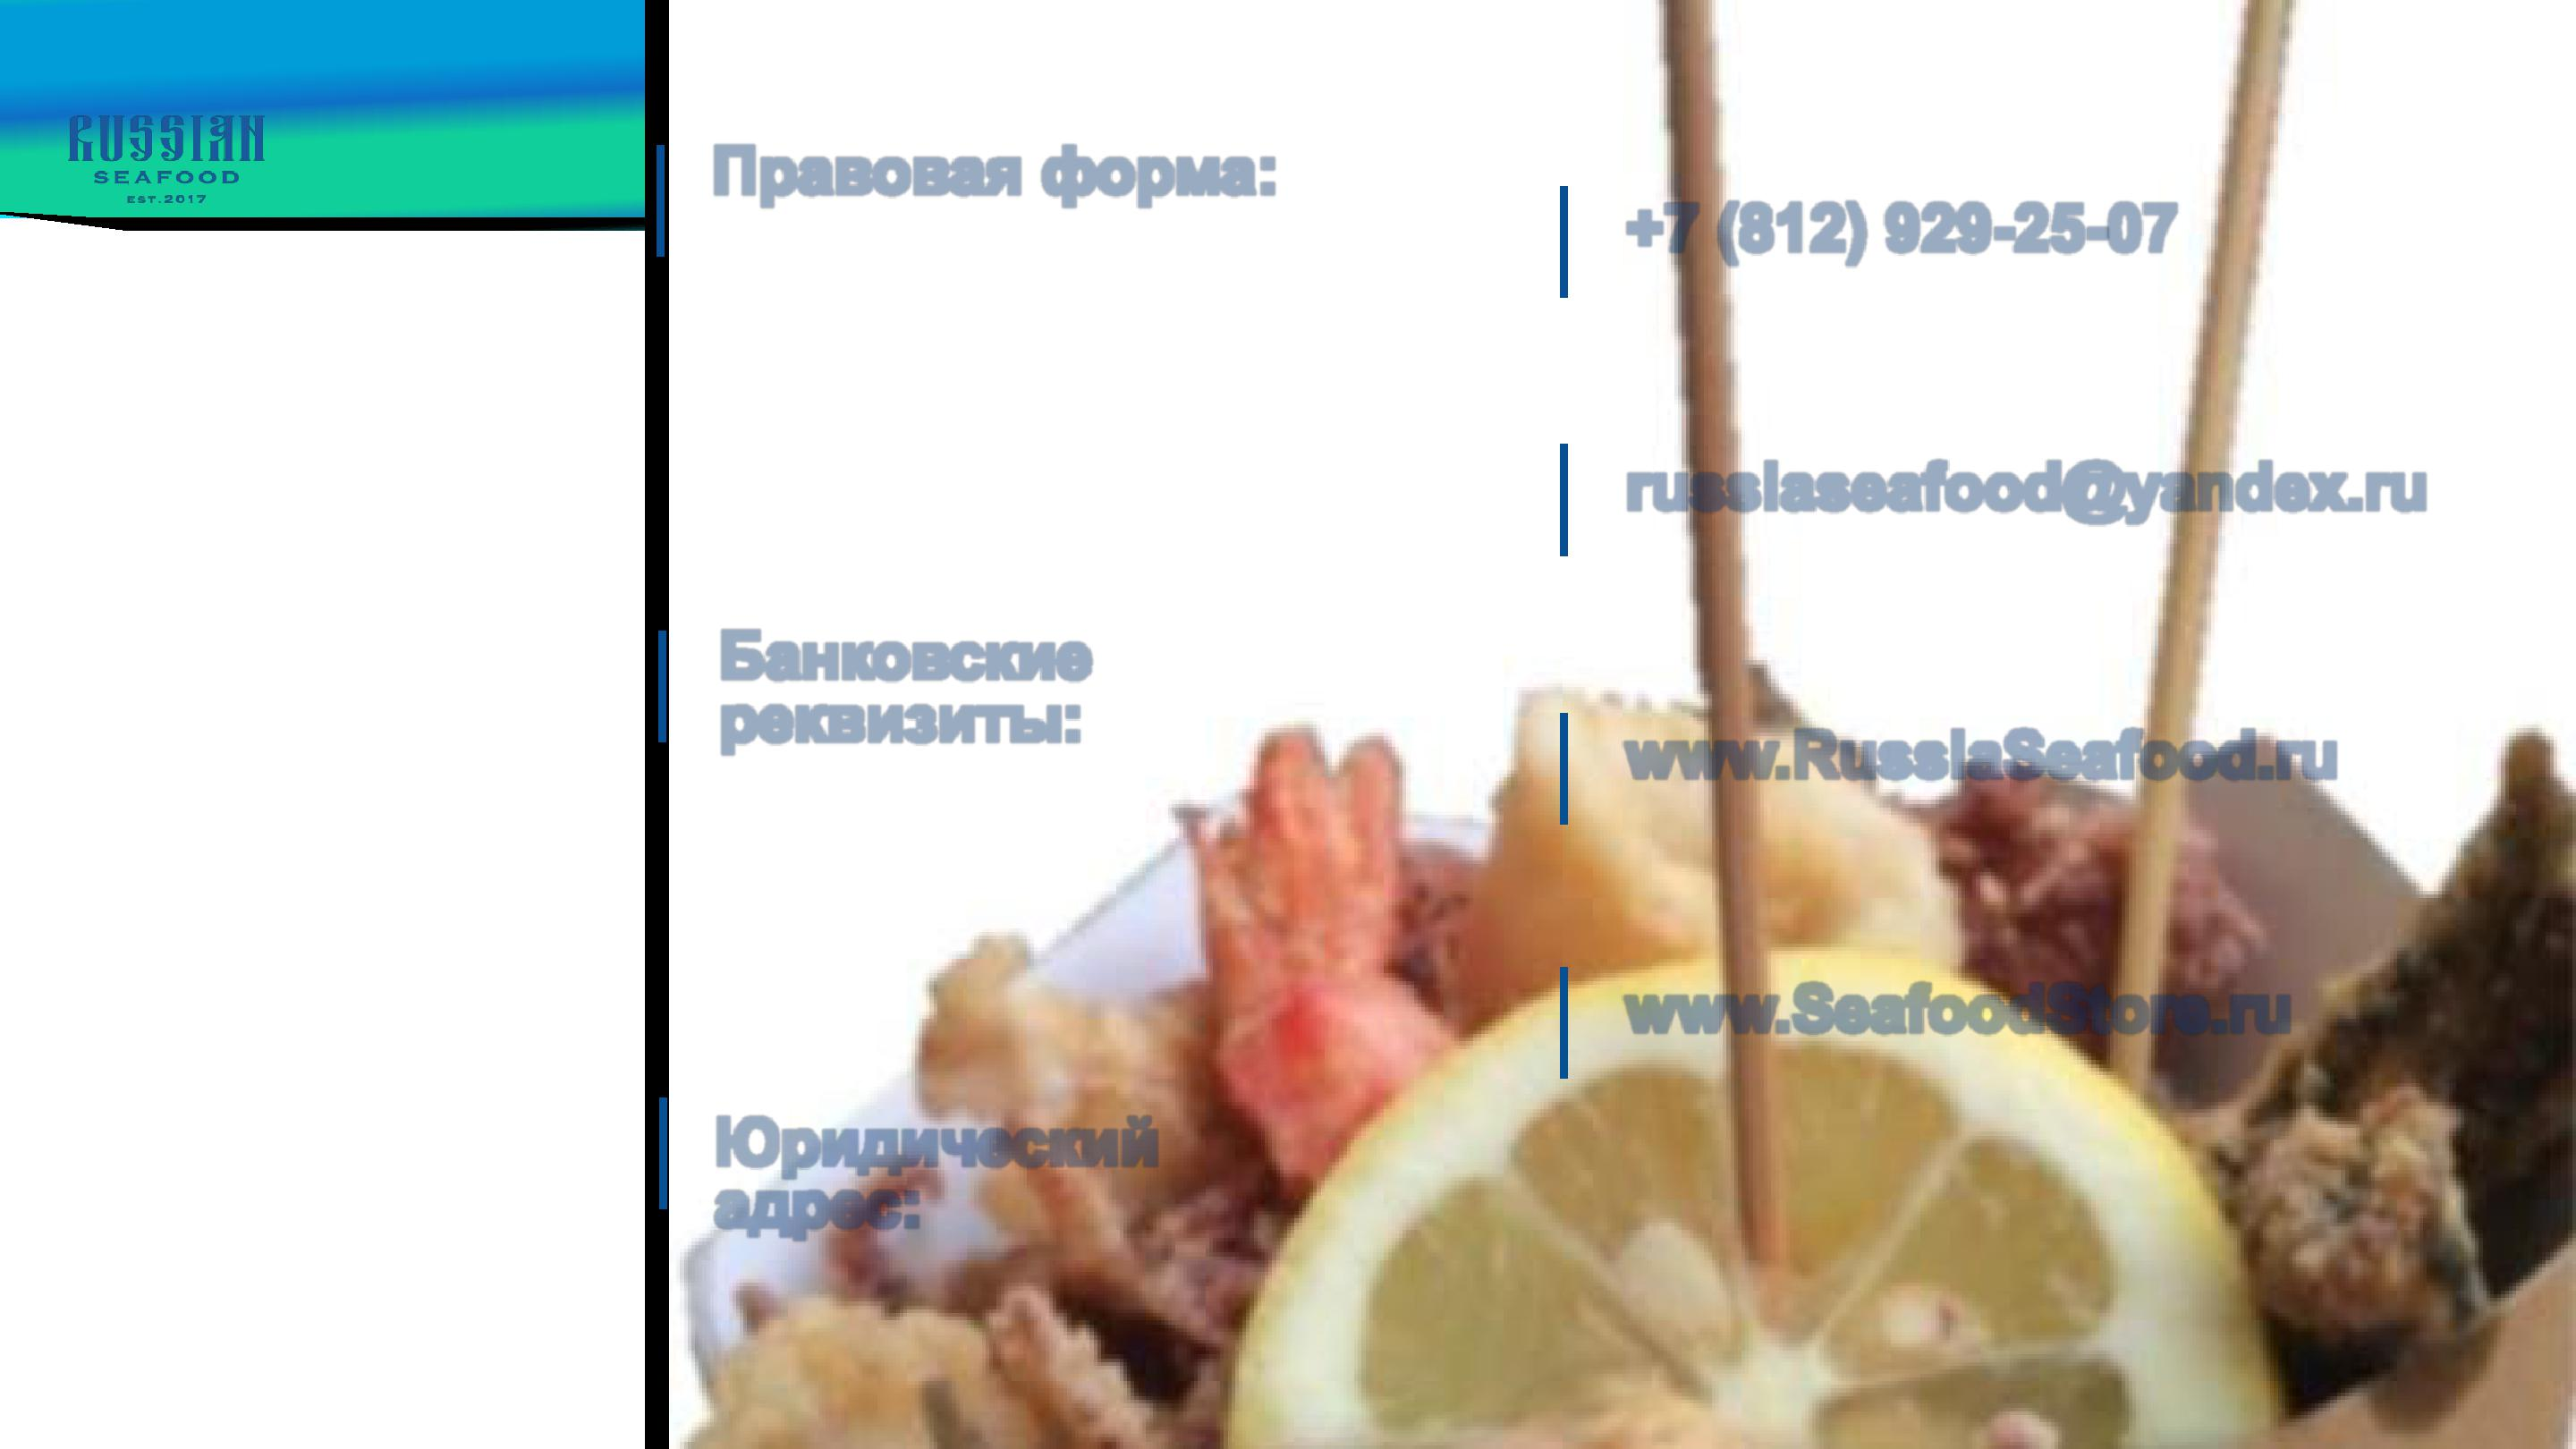 RUSSIAN
SEAFOOD
EST.2017
Правовая форма:
Банковские
реквизиты:
Юридический
адрес:
+7 (812) 929-25-07
russiaseafood@yandex.ru
www.RussiaSeafood.ru
www.SeafoodStore.ru